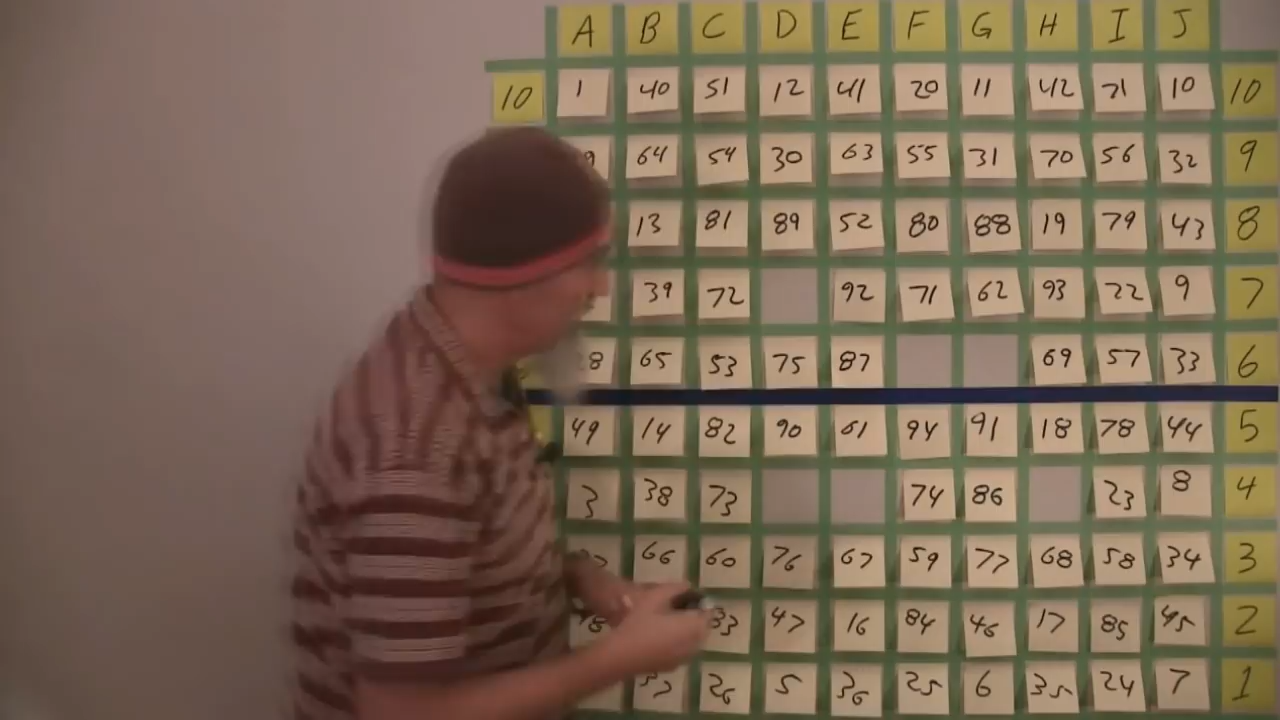 A B C D E F G H I J
10 1 40 51 12 41 20 11 42 21 10 10
9 64 54 30 63 55 31 70 56 32 9
13 81 89 52 80 88 19 79 43 8
39 72 92 71 62 93 22 9 7
28 65 53 75 87 69 57 33 6
49 14 82 90 61 94 91 18 78 44 5
3 38 73 74 86 23 8 4
66 60 76 67 59 77 68 58 34 3
47 16 84 46 17 85 45 2
37 26 5 36 25 6 35 24 7 1